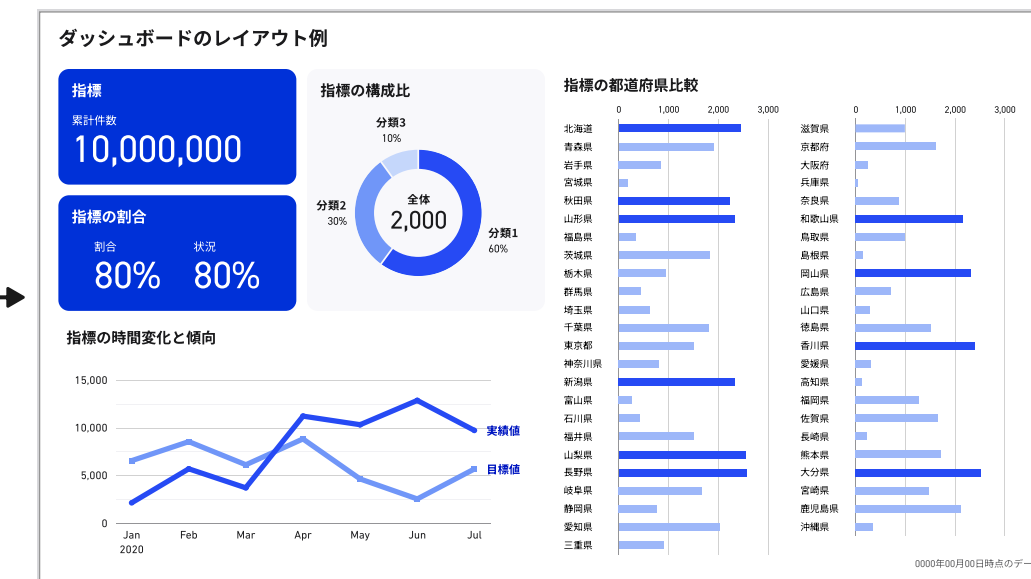 ダッシュボードのレイアウト例
指標
累計件数
10,000,000
指標の割合
割合 状況
80% 80%
指標の構成比
分類3
10%
分類2
30%
全体
2,000
分類1
60%
指標の時間変化と傾向
15,000
10,000
5,000
0
実績値
目標値
Jan Feb Mar Apr May Jun Jul
2020
指標の都道府県比較
0 1,000 2,000 3,000
北海道
青森県
岩手県
宮城県
秋田県
山形県
福島県
茨城県
栃木県
群馬県
埼玉県
千葉県
東京都
神奈川県
新潟県
富山県
石川県
福井県
山梨県
長野県
岐阜県
静岡県
愛知県
三重県
0 1,000 2,000 3,000
滋賀県
京都府
大阪府
兵庫県
奈良県
和歌山県
鳥取県
島根県
岡山県
広島県
山口県
徳島県
香川県
愛媛県
高知県
福岡県
佐賀県
長崎県
熊本県
大分県
宮崎県
鹿児島県
沖縄県
0000年00月00日時点のデー